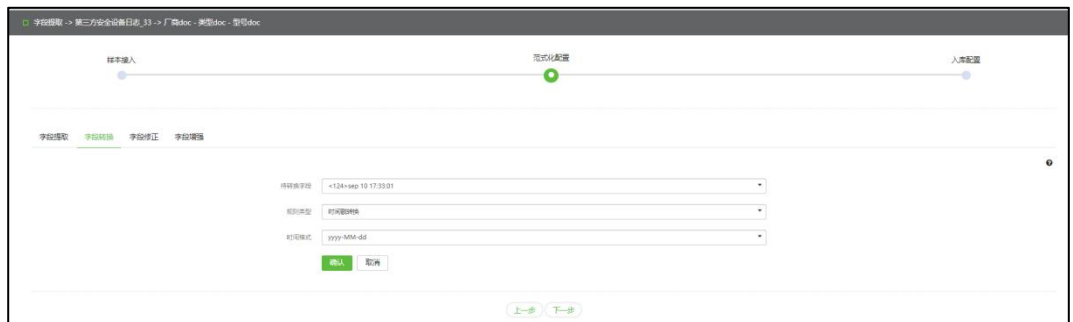 字段提取 -> 第三方安全设备日志_33 -> 厂商doc - 类型doc - 型号doc
样本接入 范式化配置 入库配置
字段提取 字段转换 字段修正 字段增强
待转换字段 <124>sep 10 17:33:01
规则类型 时间戳转换
时间格式 yyyy-MM-dd
确认 取消
上一步 下一步